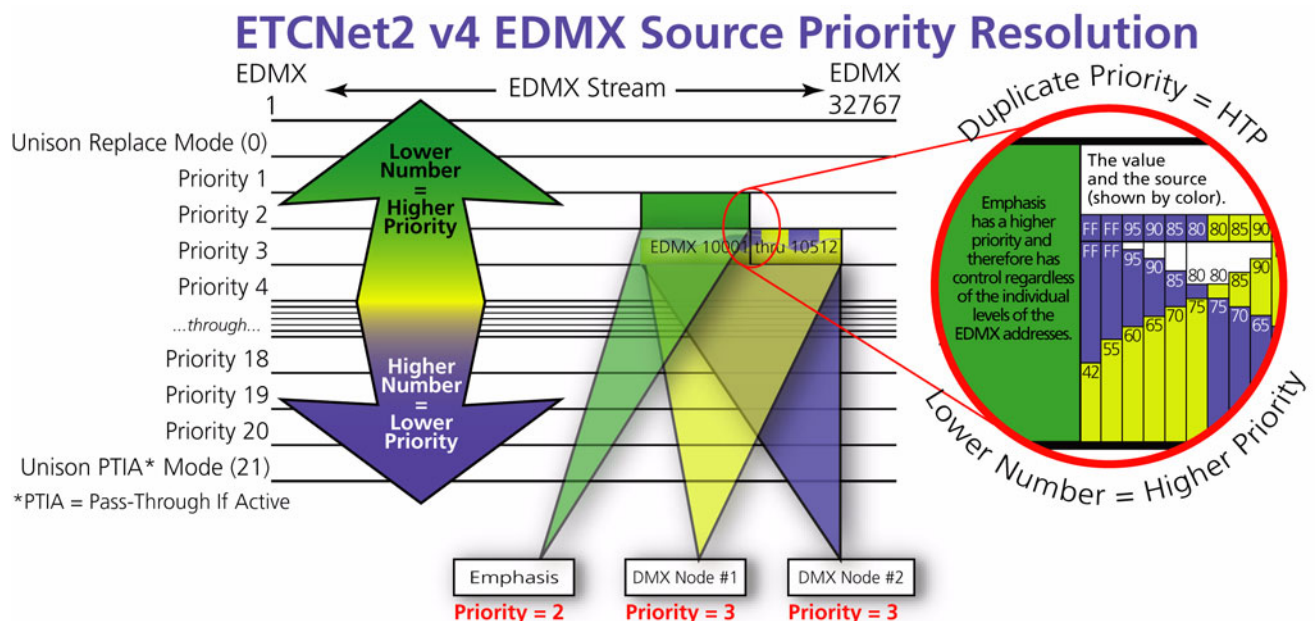 ETCNet2 v4 EDMX Source Priority Resolution
EDMX
1
EDMX Stream
EDMX
32767
Unison Replace Mode (0)
Priority 1
Priority 2
Priority 3
Priority 4
...through...
Priority 18
Priority 19
Priority 20
Unison PTIA* Mode (21)
*PTIA = Pass-Through If Active
Lower
Number
=
Higher
Priority
Higher
Number
=
Lower
Priority
EDMX 10001 thru 10512
Emphasis
Priority = 2
DMX Node #1
Priority = 3
DMX Node #2
Priority = 3
Duplicate Priority = HTP
The value
and the source
(shown by color).
Emphasis
has a higher
priority and
therefore has
control regardless
of the individual
levels of the
EDMX addresses.
FF FF 95 90 85 80 80 85 90
FF FF 95 90 85 80 80 85 90
42 55 60 65 70 75 75 70 65
Lower Number = Higher Priority